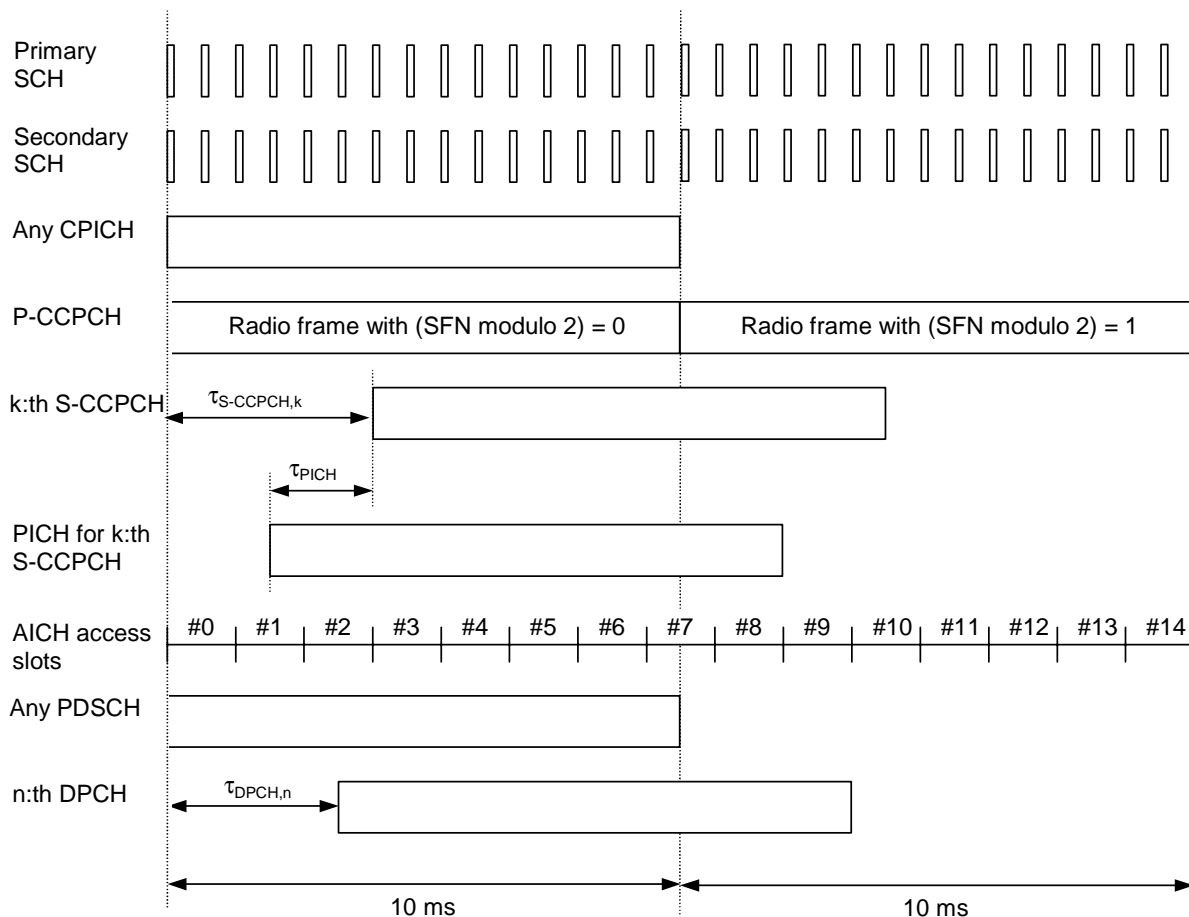 Primary
SCH
Secondary
SCH
Any CPICH
P-CCPCH
Radio frame with (SFN modulo 2) = 0
Radio frame with (SFN modulo 2) = 1
k:th S-CCPCH
τS-CCPCH,k
τPICH
PICH for k:th
S-CCPCH
AICH access
slots
#0 #1 #2 #3 #4 #5 #6 #7 #8 #9 #10 #11 #12 #13 #14
Any PDSCH
n:th DPCH
τDPCH,n
10 ms
10 ms